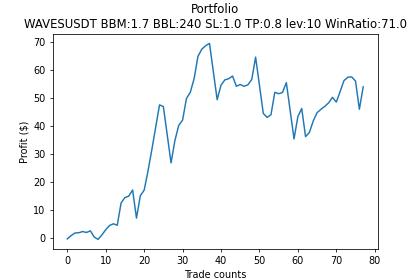 Portfolio
WAVESUSDT BBM:1.7 BBL:240 SL:1.0 TP:0.8 lev:10 WinRatio:71.0
70
60
50
40
30
20
10
0
Profit ($)
0 10 20 30 40 50 60 70 80
Trade counts